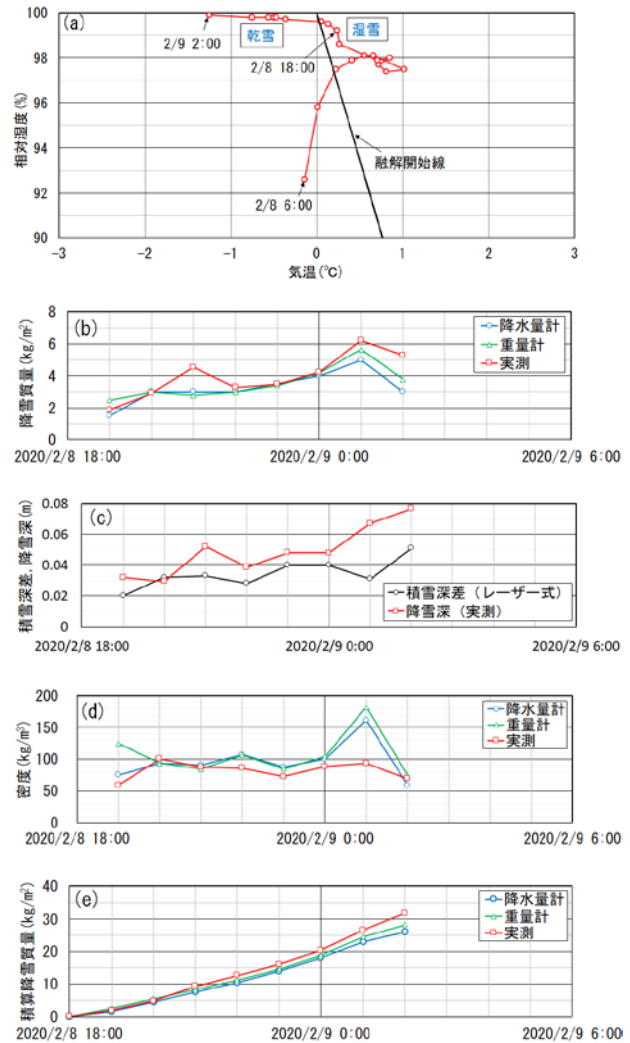 (a)
乾雪
湿雪
2/9 2:00
2/8 18:00
融解開始線
2/8 6:00
相対湿度(%)
100
98
96
94
92
90
-3
-2
-1
0
1
2
3
気温(℃)
(b)
降水量計
重量計
実測
降雪質量(kg/m²)
8
6
4
2
0
2020/2/8 18:00
2020/2/9 0:00
2020/2/9 6:00
(c)
積雪深差,降雪深(m)
0.08
0.06
0.04
0.02
0
積雪深差(レーザー式)
降雪深(実測)
2020/2/8 18:00
2020/2/9 0:00
2020/2/9 6:00
(d)
降水量計
重量計
実測
密度(kg/m²)
200
150
100
50
0
2020/2/8 18:00
2020/2/9 0:00
2020/2/9 6:00
(e)
降水量計
重量計
実測
積算降雪質量(kg/m²)
40
30
20
10
0
2020/2/8 18:00
2020/2/9 0:00
2020/2/9 6:00